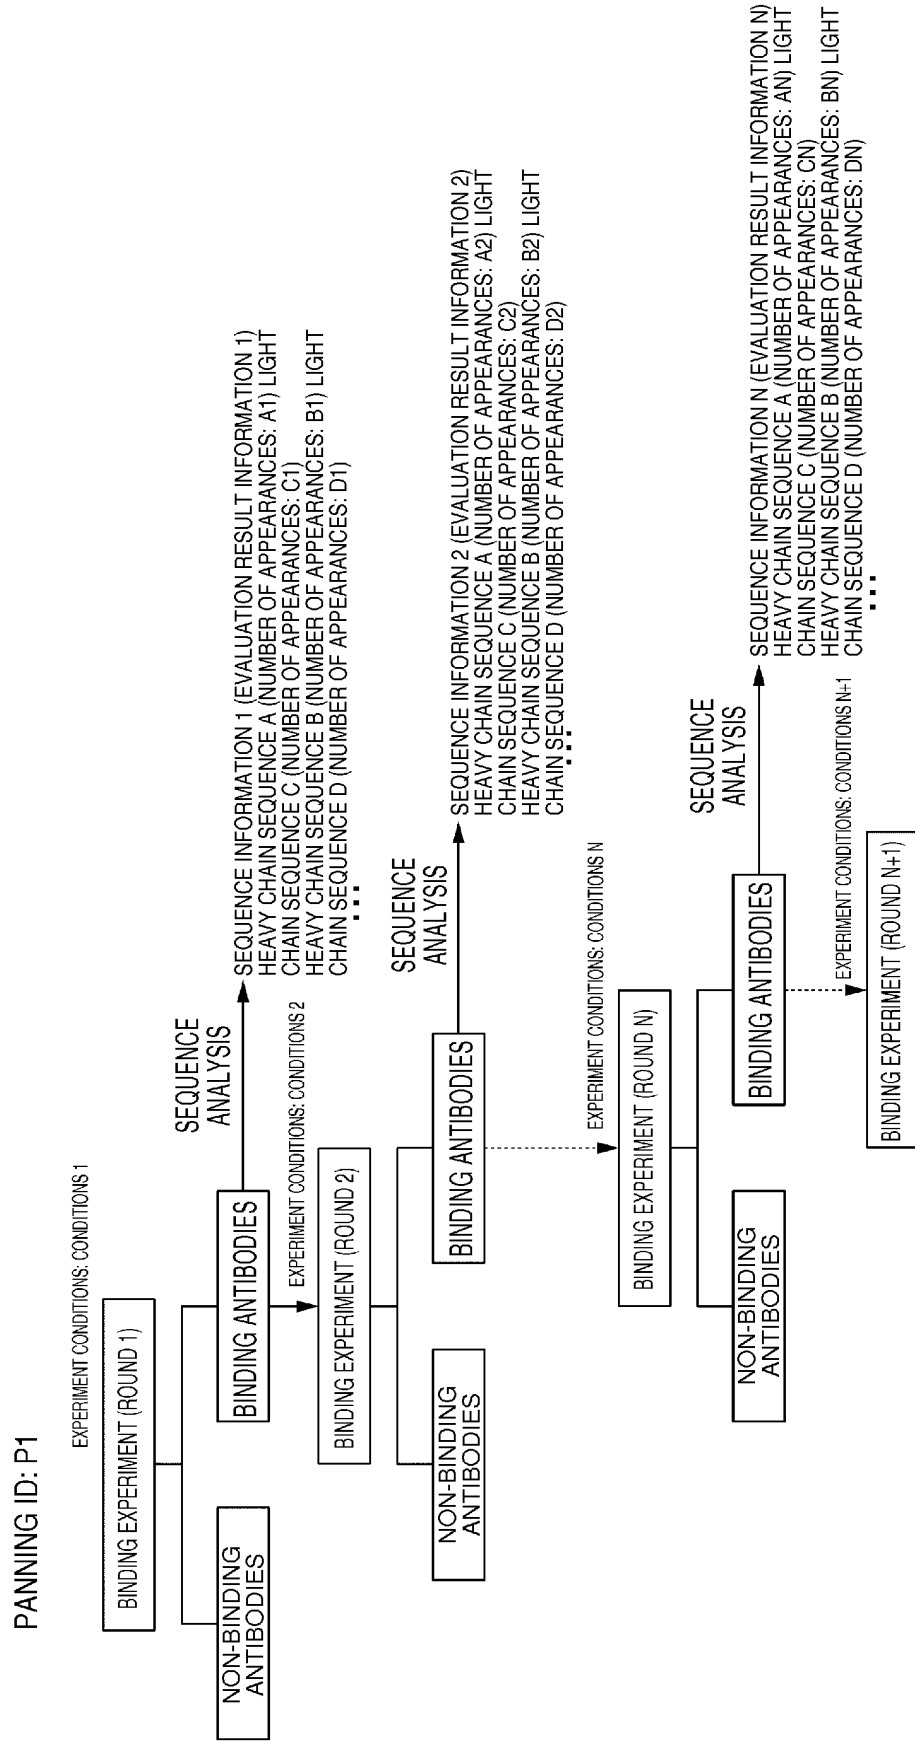 PANNING ID: P1
EXPERIMENT CONDITIONS: CONDITIONS 1
BINDING EXPERIMENT (ROUND 1)
NON-BINDING
ANTIBODIES
BINDING ANTIBODIES
SEQUENCE
ANALYSIS
SEQUENCE INFORMATION 1 (EVALUATION RESULT INFORMATION 1)
HEAVY CHAIN SEQUENCE A (NUMBER OF APPEARANCES: A1) LIGHT
CHAIN SEQUENCE C (NUMBER OF APPEARANCES: C1)
HEAVY CHAIN SEQUENCE B (NUMBER OF APPEARANCES: B1) LIGHT
CHAIN SEQUENCE D (NUMBER OF APPEARANCES: D1)
...
EXPERIMENT CONDITIONS: CONDITIONS 2
BINDING EXPERIMENT (ROUND 2)
NON-BINDING
ANTIBODIES
BINDING ANTIBODIES
SEQUENCE
ANALYSIS
SEQUENCE INFORMATION 2 (EVALUATION RESULT INFORMATION 2)
HEAVY CHAIN SEQUENCE A (NUMBER OF APPEARANCES: A2) LIGHT
CHAIN SEQUENCE C (NUMBER OF APPEARANCES: C2)
HEAVY CHAIN SEQUENCE B (NUMBER OF APPEARANCES: B2) LIGHT
CHAIN SEQUENCE D (NUMBER OF APPEARANCES: D2)
...
EXPERIMENT CONDITIONS: CONDITIONS N
BINDING EXPERIMENT (ROUND N)
NON-BINDING
ANTIBODIES
BINDING ANTIBODIES
SEQUENCE
ANALYSIS
SEQUENCE INFORMATION N (EVALUATION RESULT INFORMATION N)
HEAVY CHAIN SEQUENCE A (NUMBER OF APPEARANCES: AN) LIGHT
CHAIN SEQUENCE C (NUMBER OF APPEARANCES: CN)
HEAVY CHAIN SEQUENCE B (NUMBER OF APPEARANCES: BN) LIGHT
CHAIN SEQUENCE D (NUMBER OF APPEARANCES: DN)
...
EXPERIMENT CONDITIONS: CONDITIONS N+1
BINDING EXPERIMENT (ROUND N+1)